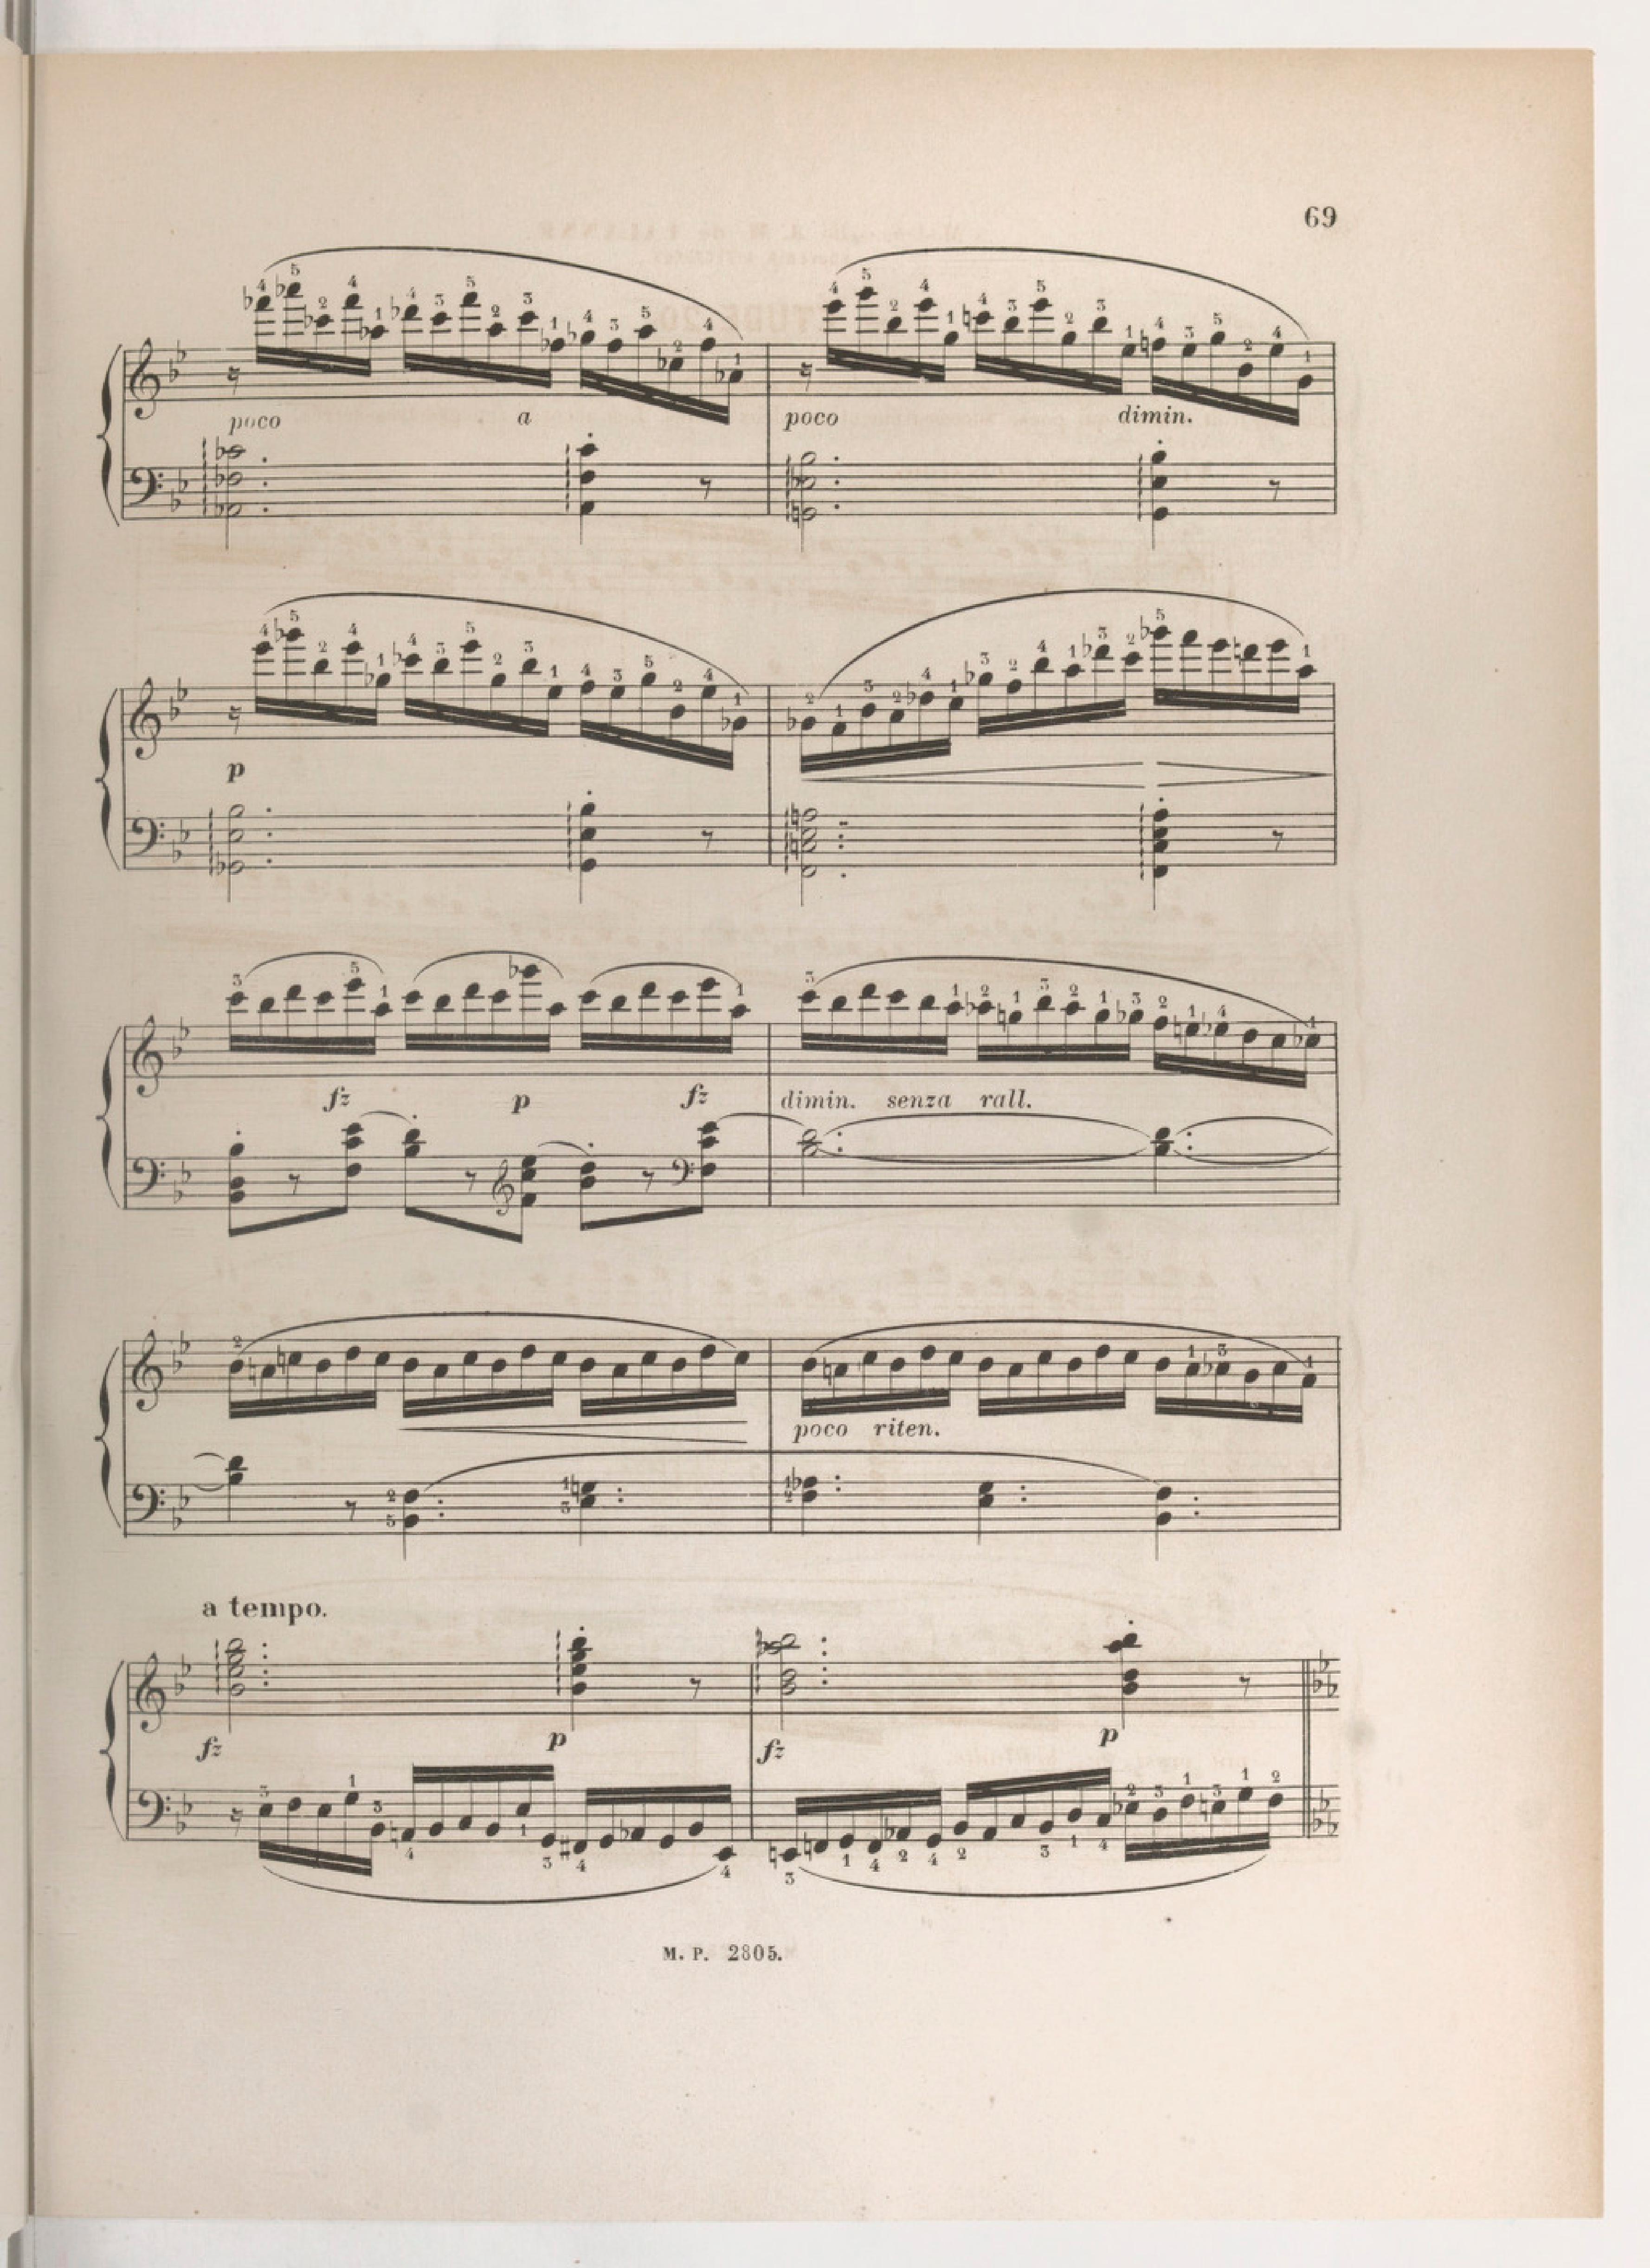 69
poco a poco dimin.
p
fz p fz dimin. senza rall.
poco riten.
a tempo.
fz p fz p
M. P. 2805.